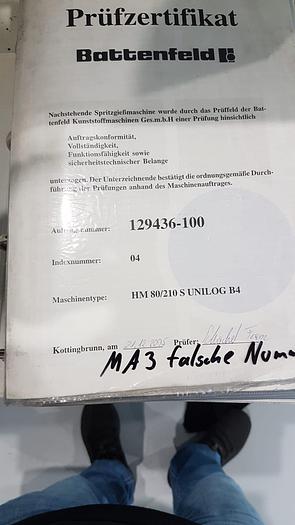 Prüfzertifikat
Battenfeld
Nachstehende Spritzgießmaschine wurde durch das Prüffeld der Bat-
tenfeld Kunststoffmaschinen Ges.m.b.H einer Prüfung hinsichtlich
Auftragskonformität,
Vollständigkeit,
Funktionsfähigkeit sowie
sicherheitstechnischer Belange
unterzogen. Der Unterzeichnende bestätigt die ordnungsgemäße Durch-
führung der Prüfungen anhand des Maschinenauftrages.
Auftragsnummer: 129436-100
Indexnummer: 04
Maschinentype: HM 80/210 S UNILOG B4
Kottingbrunn, am Prüfer:
MA3 falsche Num